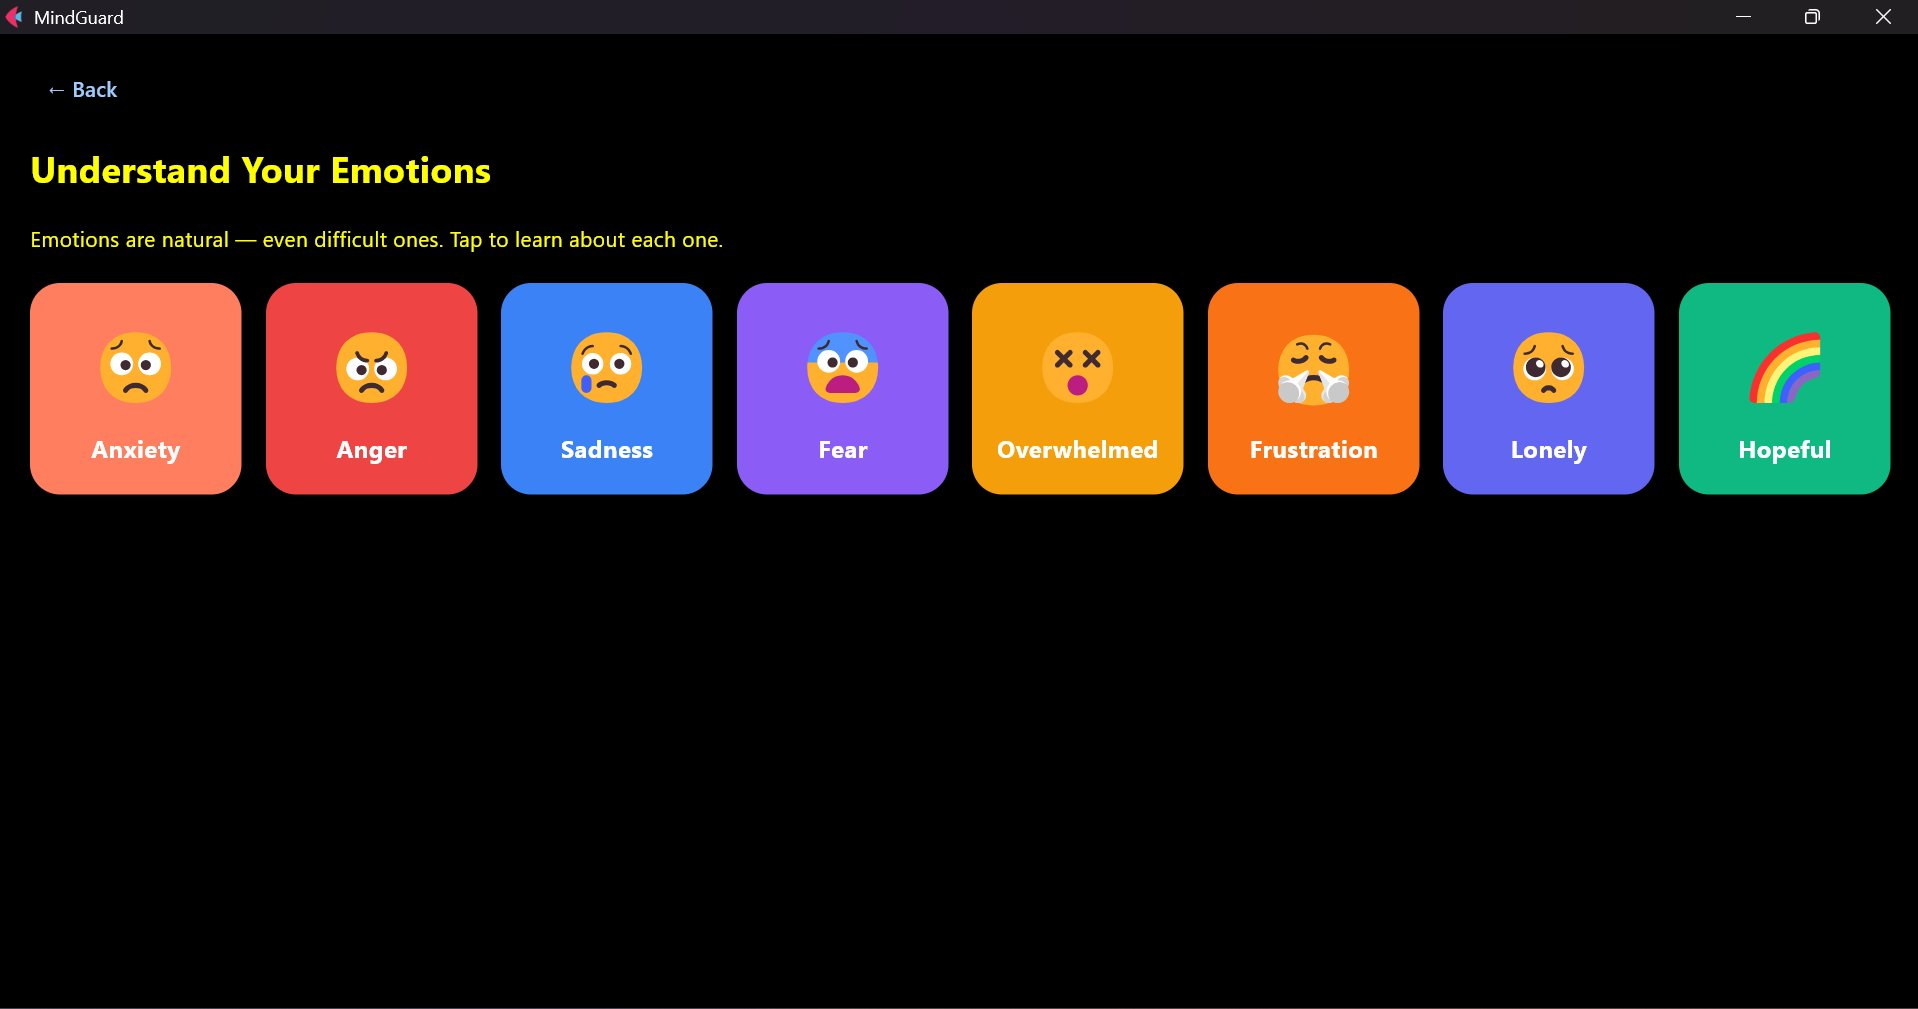 MindGuard
← Back
Understand Your Emotions
Emotions are natural — even difficult ones. Tap to learn about each one.
Anxiety
Anger
Sadness
Fear
Overwhelmed
Frustration
Lonely
Hopeful